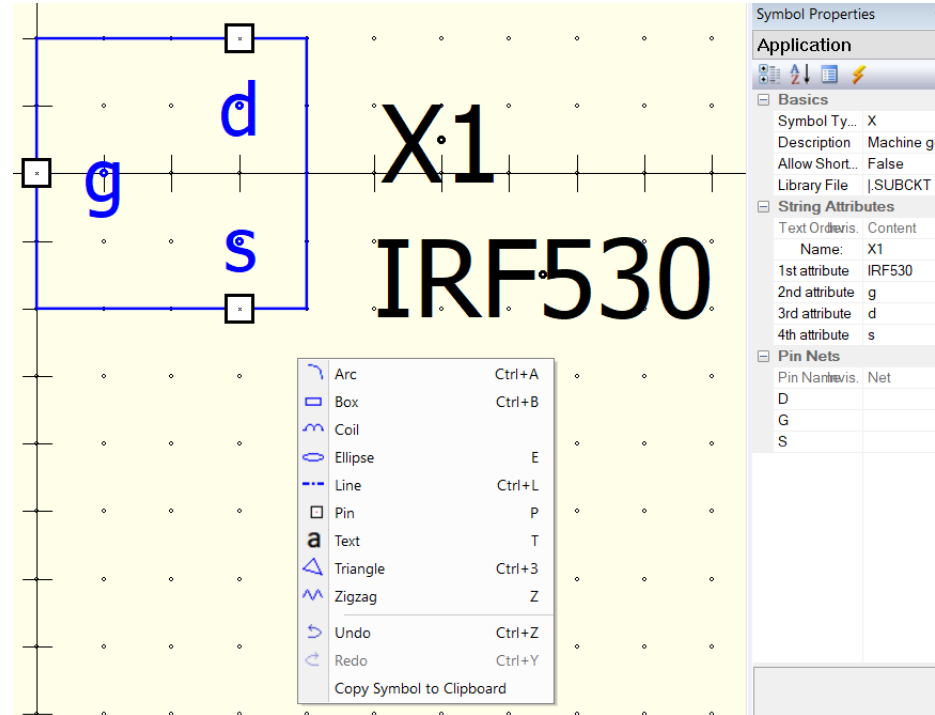 d
g
s
X1
IRF530
Arc Ctrl+A
Box Ctrl+B
Coil
Ellipse E
Line Ctrl+L
Pin P
a Text T
Triangle Ctrl+3
Zigzag Z
Undo Ctrl+Z
Redo Ctrl+Y
Copy Symbol to Clipboard
Symbol Properties
Application
Basics
Symbol Ty... X
Description Machine g
Allow Short... False
Library File |.SUBCKT
String Attributes
Text Order vis. Content
Name: X1
1st attribute IRF530
2nd attribute g
3rd attribute d
4th attribute s
Pin Nets
Pin Name vis. Net
D
G
S